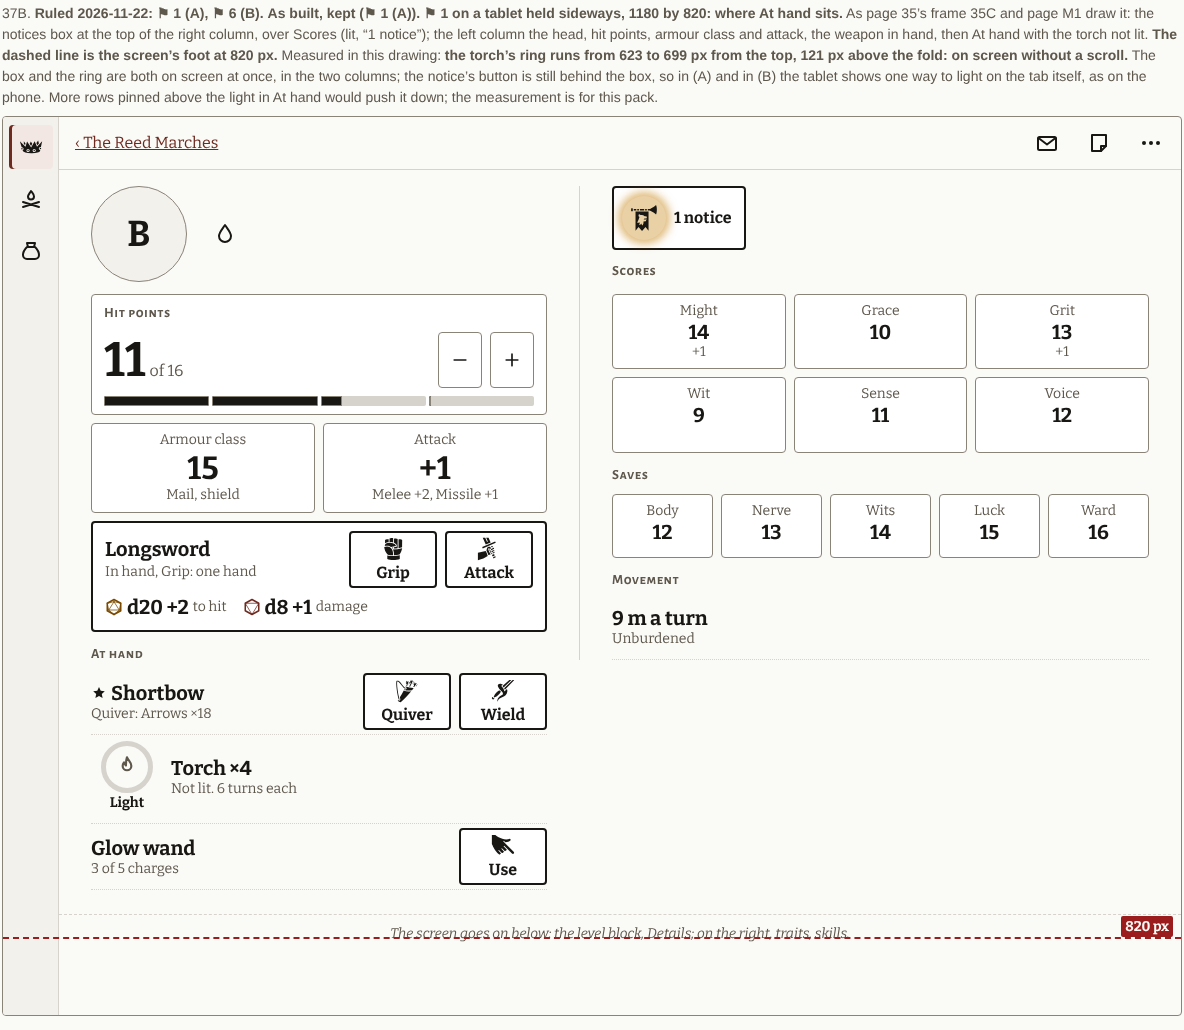 37B. Ruled 2026-11-22: ⚑ 1 (A), ⚑ 6 (B). As built, kept (⚑ 1 (A)). ⚑ 1 on a tablet held sideways, 1180 by 820: where At hand sits. As page 35’s frame 35C and page M1 draw it: the
notices box at the top of the right column, over Scores (lit, “1 notice”); the left column the head, hit points, armour class and attack, the weapon in hand, then At hand with the torch not lit. The
dashed line is the screen’s foot at 820 px. Measured in this drawing: the torch’s ring runs from 623 to 699 px from the top, 121 px above the fold: on screen without a scroll. The
box and the ring are both on screen at once, in the two columns; the notice’s button is still behind the box, so in (A) and in (B) the tablet shows one way to light on the tab itself, as on the
phone. More rows pinned above the light in At hand would push it down; the measurement is for this pack.
‹ The Reed Marches
B
Hit points
11 of 16
− +
Armour class
15
Mail, shield
Attack
+1
Melee +2, Missile +1
Longsword
In hand, Grip: one hand
Grip
Attack
d20 +2 to hit d8 +1 damage
At hand
★ Shortbow
Quiver: Arrows ×18
Quiver
Wield
Light
Torch ×4
Not lit. 6 turns each
Glow wand
3 of 5 charges
Use
1 notice
Scores
Might
14
+1
Grace
10
Grit
13
+1
Wit
9
Sense
11
Voice
12
Saves
Body
12
Nerve
13
Wits
14
Luck
15
Ward
16
Movement
9 m a turn
Unburdened
The screen goes on below: the level block, Details; on the right, traits, skills.
820 px